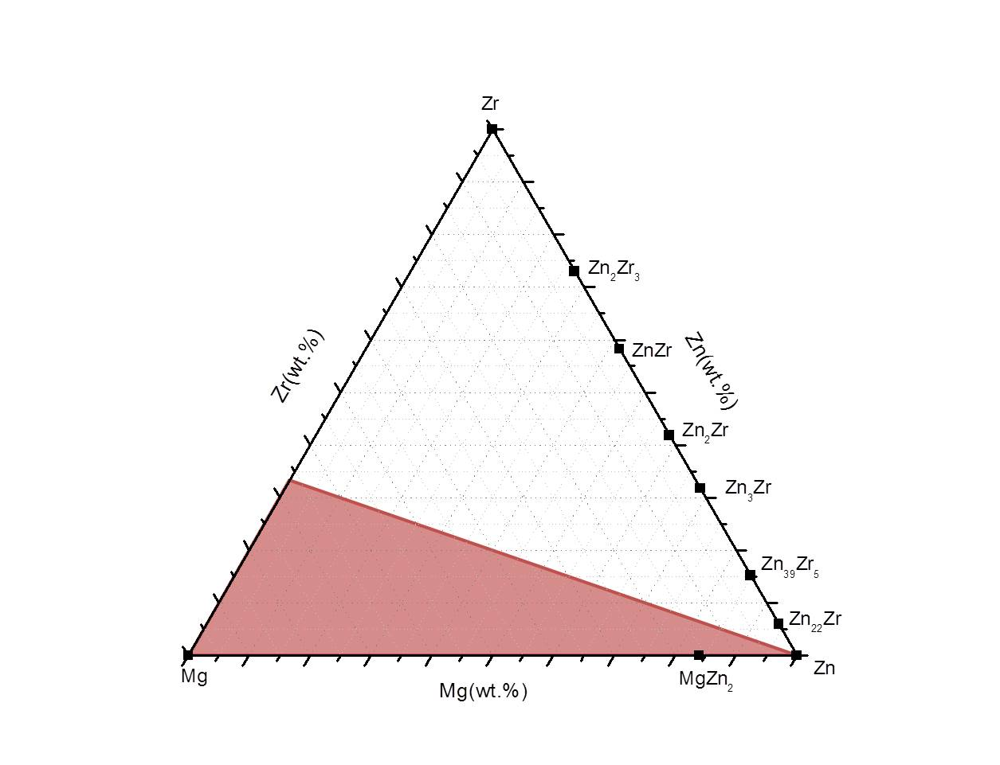 Zr
Zn₂Zr₃
Zr(wt.%)
ZnZr
Zn(wt.%)
Zn₂Zr
Zn₃Zr
Zn₃₉Zr₅
Zn₂₂Zr
Mg
MgZn₂
Zn
Mg(wt.%)